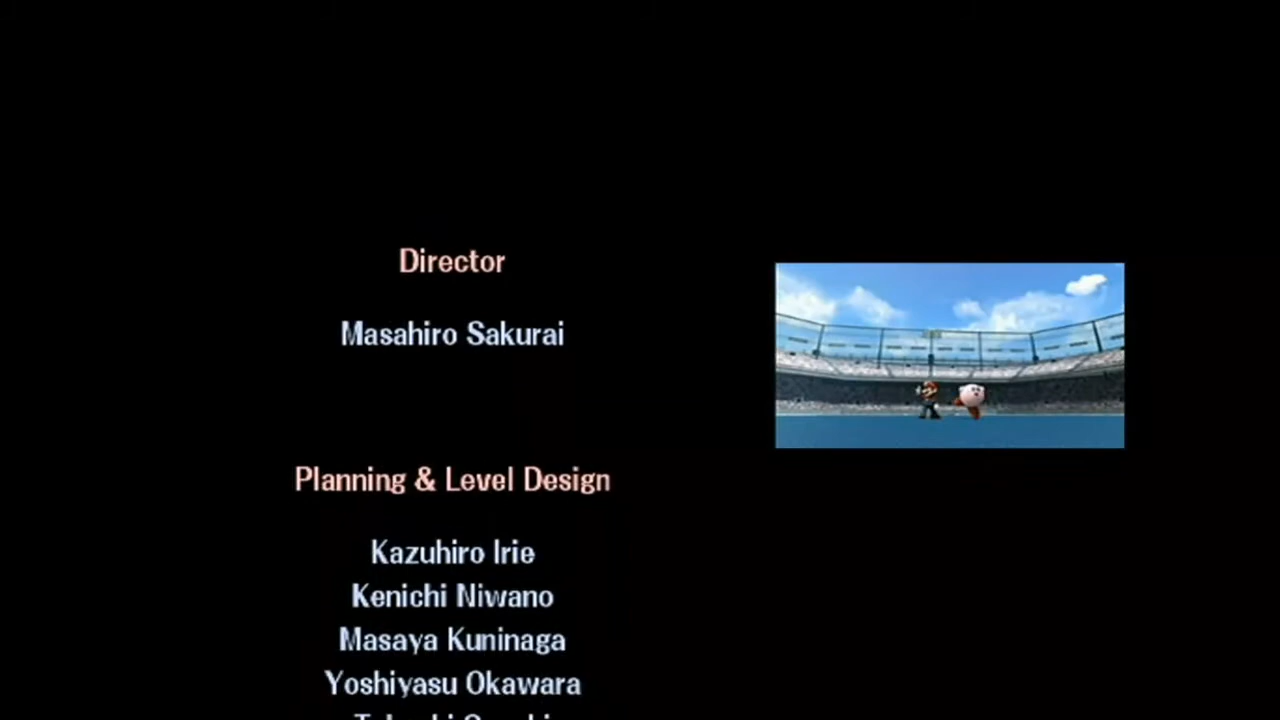 Director
Masahiro Sakurai
Planning & Level Design
Kazuhiro Irie
Kenichi Niwano
Masaya Kuninaga
Yoshiyasu Okawara